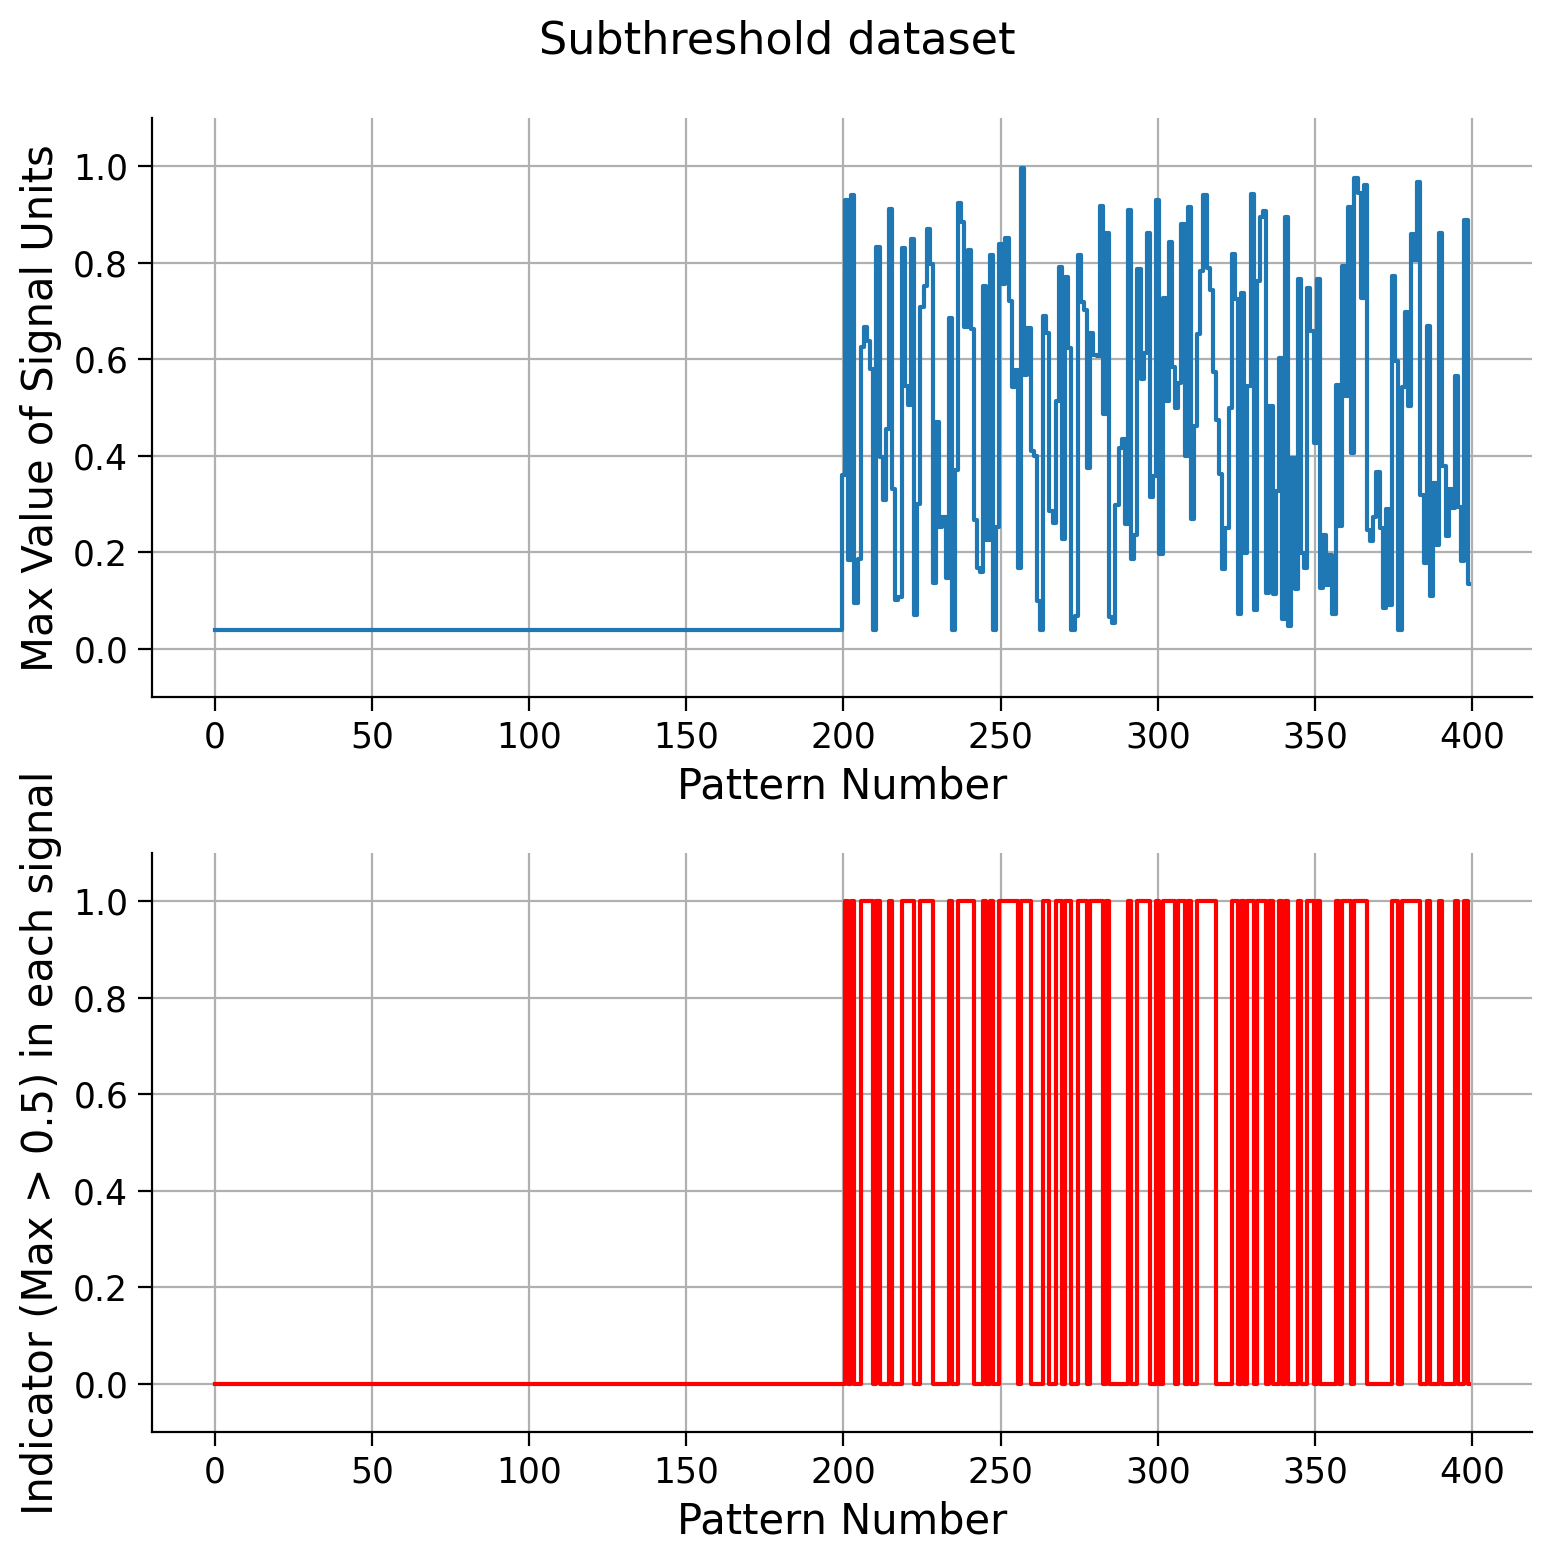 Subthreshold dataset
Max Value of Signal Units
1.0
0.8
0.6
0.4
0.2
0.0
0 50 100 150 200 250 300 350 400
Pattern Number
Indicator (Max > 0.5) in each signal
1.0
0.8
0.6
0.4
0.2
0.0
0 50 100 150 200 250 300 350 400
Pattern Number